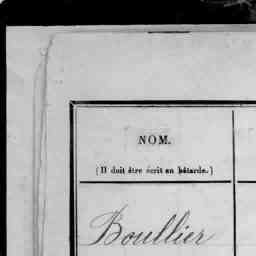 NOM.
(Il doit être écrit en bâtarde.)
Boullier